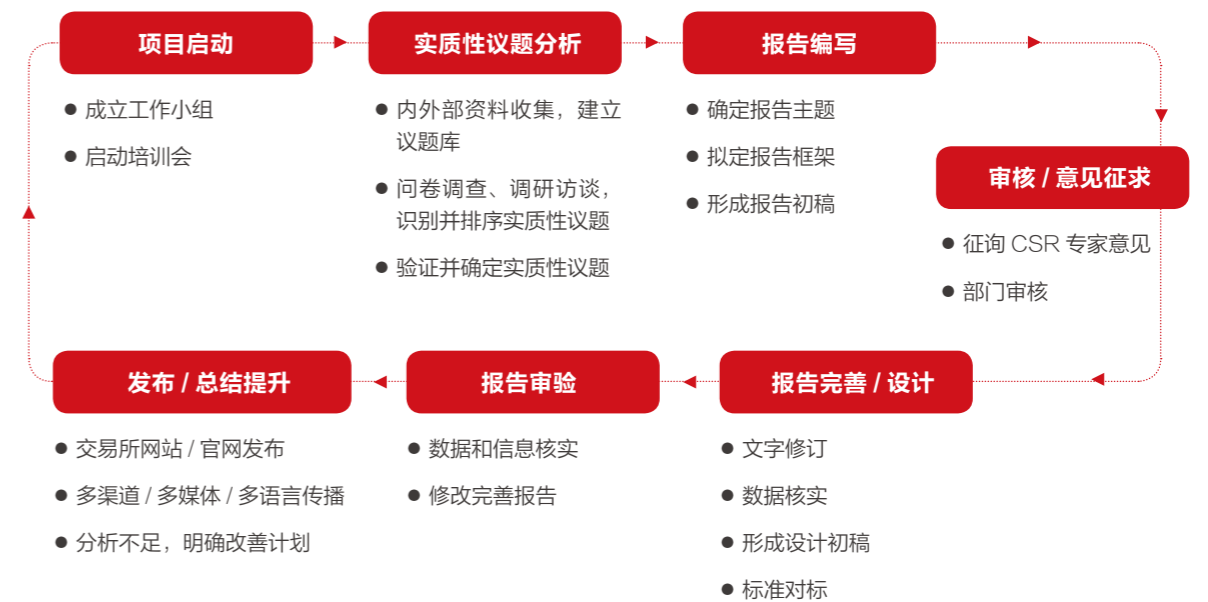 项目启动
● 成立工作小组
● 启动培训会
实质性议题分析
● 内外部资料收集，建立
议题库
● 问卷调查、调研访谈，
识别并排序实质性议题
● 验证并确定实质性议题
报告编写
● 确定报告主题
● 拟定报告框架
● 形成报告初稿
审核 / 意见征求
● 征询 CSR 专家意见
● 部门审核
报告完善 / 设计
● 文字修订
● 数据核实
● 形成设计初稿
● 标准对标
报告审验
● 数据和信息核实
● 修改完善报告
发布 / 总结提升
● 交易所网站 / 官网发布
● 多渠道 / 多媒体 / 多语言传播
● 分析不足，明确改善计划